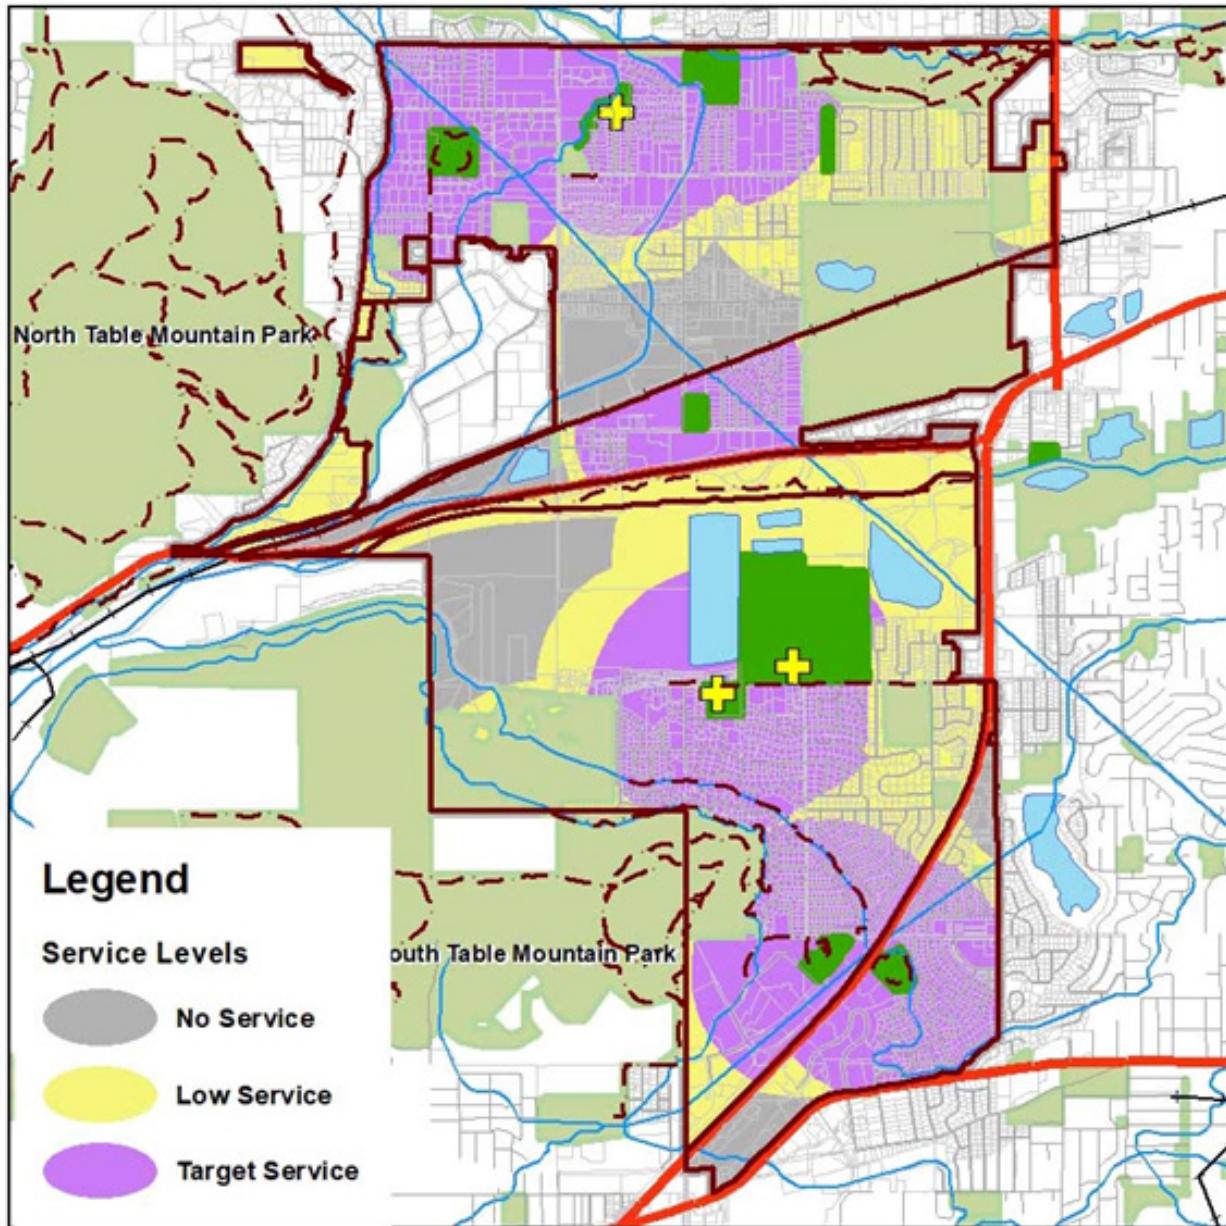 North Table Mountain Park
outh Table Mountain Park
Legend
Service Levels
No Service
Low Service
Target Service